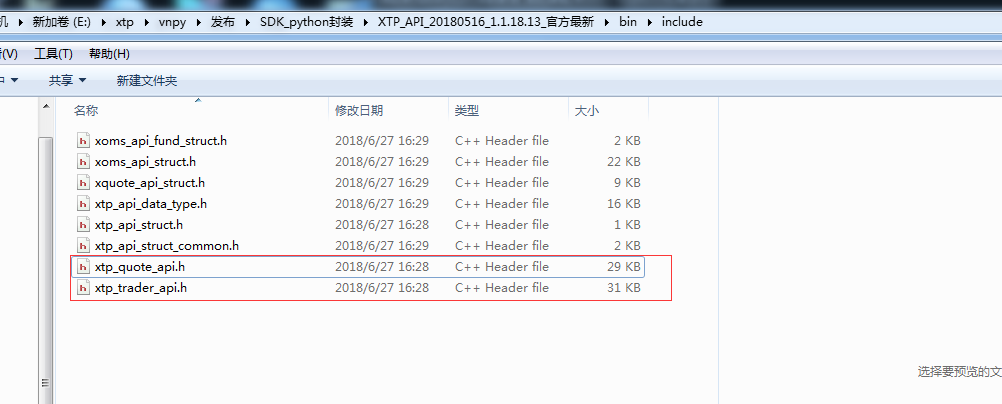 机 新加卷 (E:) xtp vnpy 发布 SDK_python封装 XTP_API_20180516_1.1.18.13_官方最新 bin include
(V) 工具(T) 帮助(H)
中 共享 新建文件夹
名称 修改日期 类型 大小
xoms_api_fund_struct.h 2018/6/27 16:29 C++ Header file 2 KB
xoms_api_struct.h 2018/6/27 16:29 C++ Header file 22 KB
xquote_api_struct.h 2018/6/27 16:29 C++ Header file 9 KB
xtp_api_data_type.h 2018/6/27 16:29 C++ Header file 16 KB
xtp_api_struct.h 2018/6/27 16:28 C++ Header file 1 KB
xtp_api_struct_common.h 2018/6/27 16:29 C++ Header file 2 KB
xtp_quote_api.h 2018/6/27 16:28 C++ Header file 29 KB
xtp_trader_api.h 2018/6/27 16:28 C++ Header file 31 KB
选择要预览的文